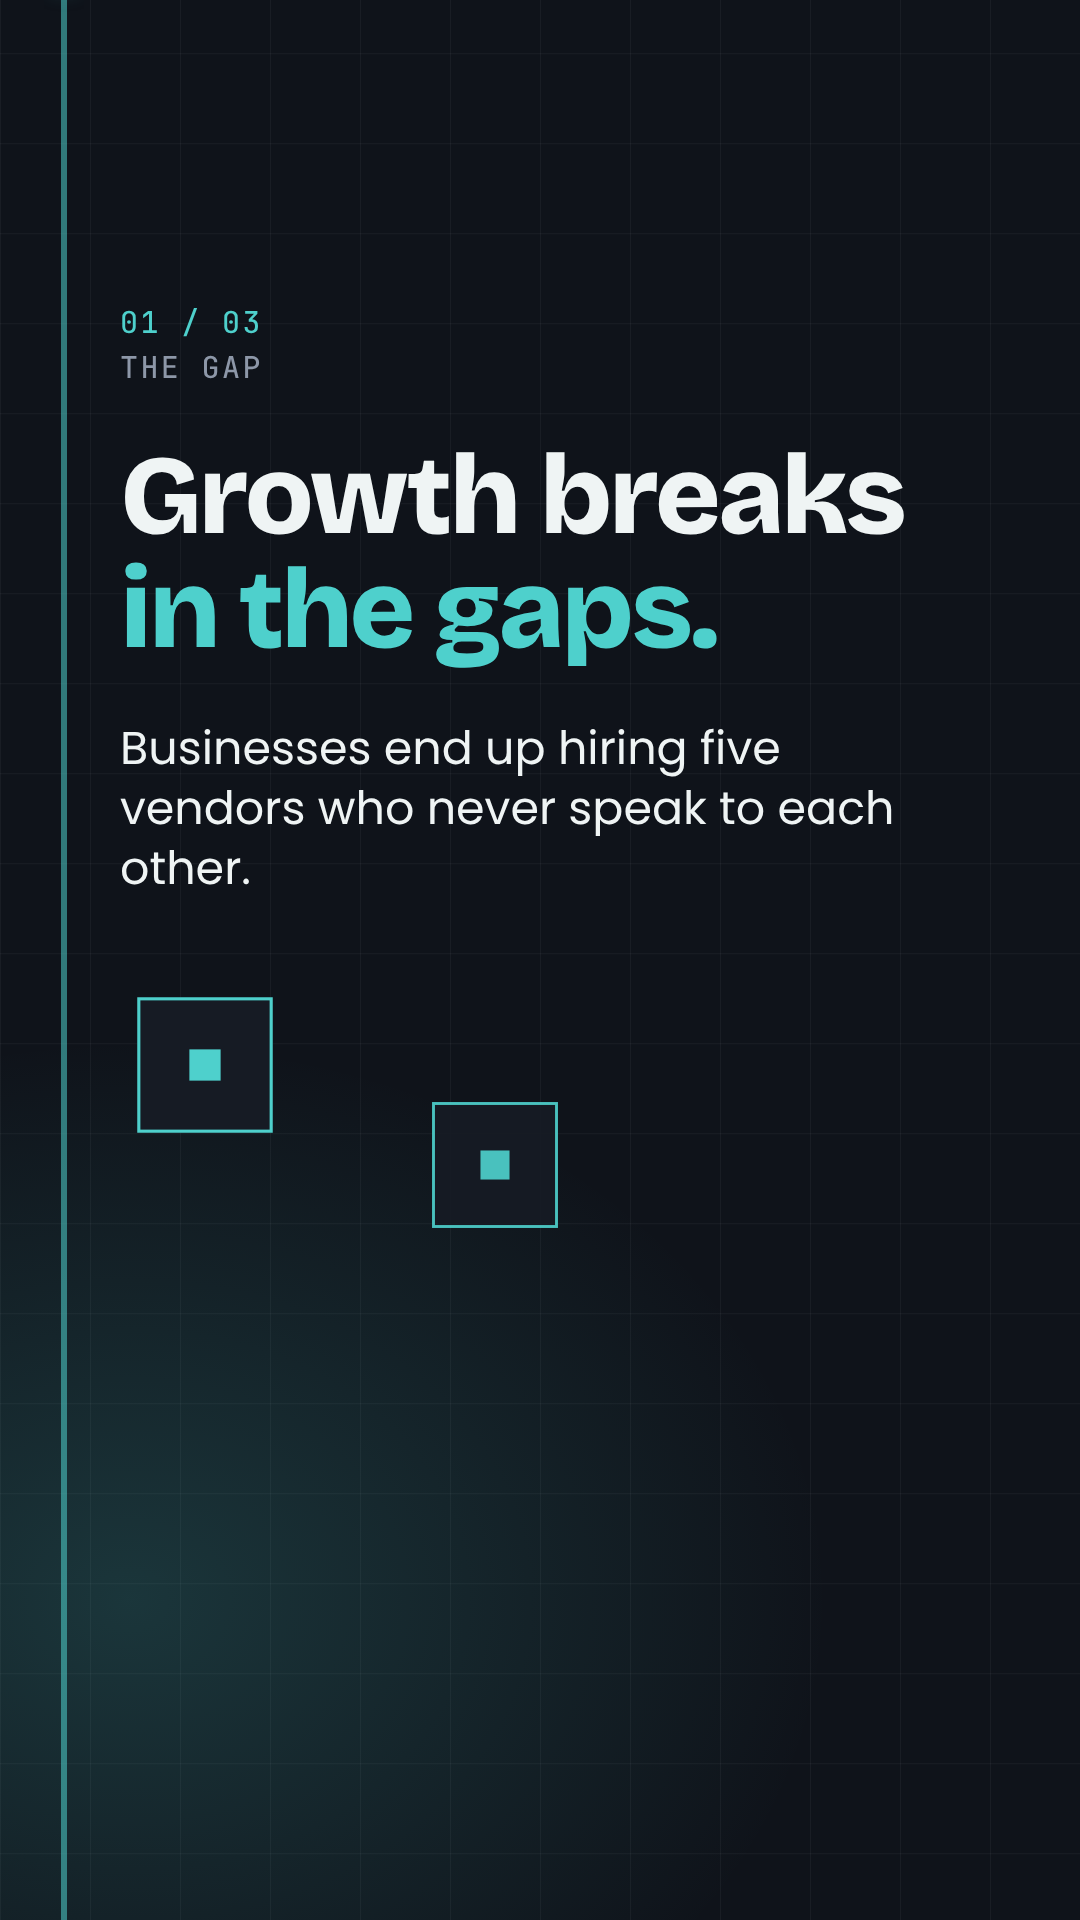 01 / 03
THE GAP
Growth breaks
in the gaps.
Businesses end up hiring five
vendors who never speak to each
other.